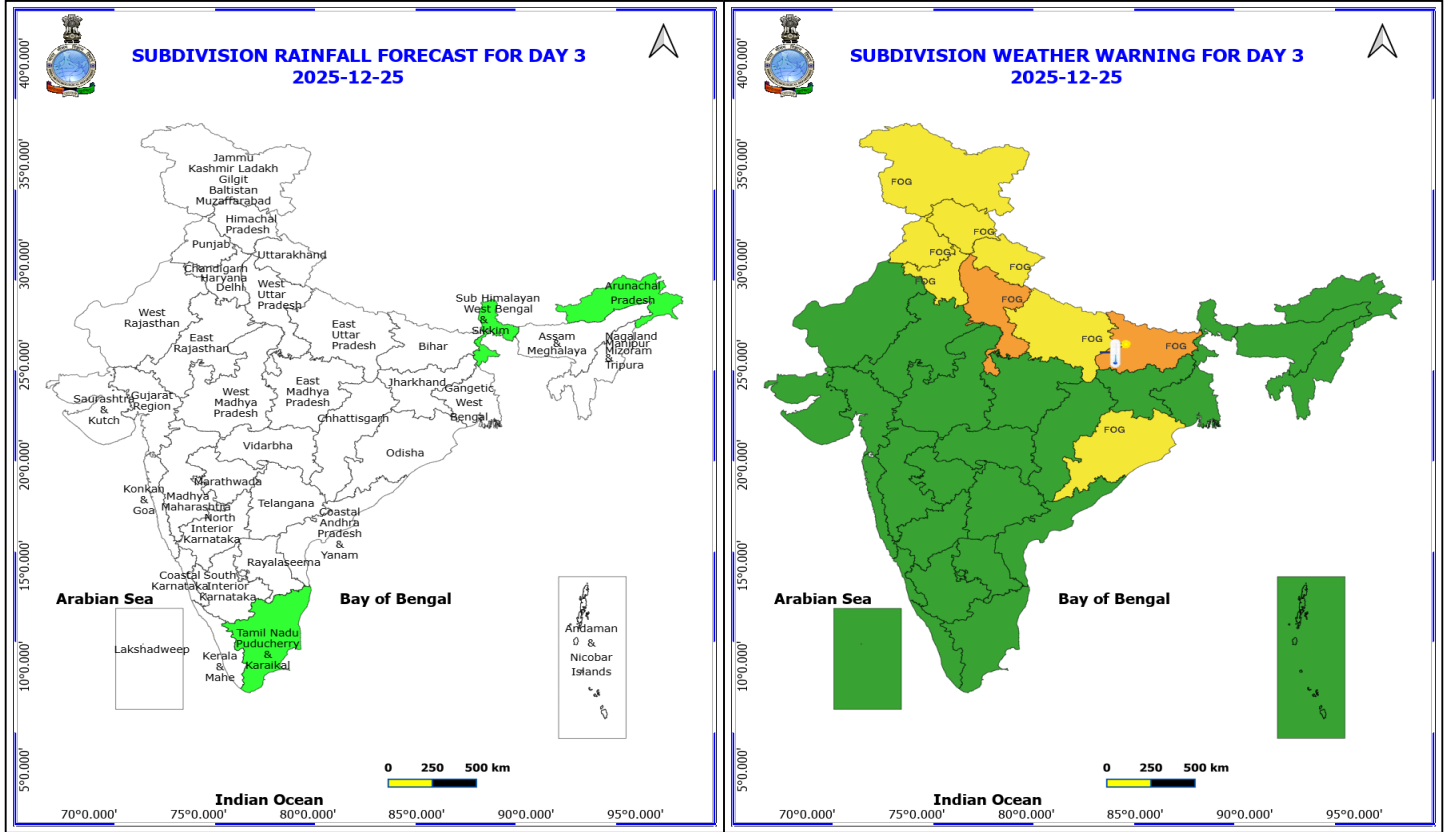 SUBDIVISION RAINFALL FORECAST FOR DAY 3
2025-12-25
40°0.000'
35°0.000'
30°0.000'
25°0.000'
20°0.000'
15°0.000'
10°0.000'
5°0.000'
Jammu
Kashmir Ladakh
Gilgit
Baltistan
Muzaffarabad
Himachal
Pradesh
Punjab
Uttarakhand
Chandigarh
Haryana
Delhi
West
Uttar
Pradesh
West
Rajasthan
East
Rajasthan
East
Uttar
Pradesh
Bihar
Sub Himalayan
West Bengal
&
Sikkim
Arunachal
Pradesh
Assam
&
Meghalaya
Nagaland
Manipur
Mizoram
&
Tripura
Saurashtra
&
Kutch
Gujarat
Region
West
Madhya
Pradesh
East
Madhya
Pradesh
Jharkhand
Gangetic
West
Bengal
Chhattisgarh
Vidarbha
Odisha
Konkan
&
Goa
Madhya
Maharashtra
Marathwada
Telangana
North
Interior
Karnataka
Coastal
Andhra
Pradesh
&
Yanam
Rayalaseema
Coastal
Karnataka
South
Interior
Karnataka
Arabian Sea
Bay of Bengal
Lakshadweep
Kerala
&
Mahe
Tamil Nadu
Puducherry
&
Karaikal
Andaman
&
Nicobar
Islands
0 250 500 km
Indian Ocean
70°0.000' 75°0.000' 80°0.000' 85°0.000' 90°0.000' 95°0.000'
SUBDIVISION WEATHER WARNING FOR DAY 3
2025-12-25
40°0.000'
35°0.000'
30°0.000'
25°0.000'
20°0.000'
15°0.000'
10°0.000'
5°0.000'
FOG
FOG
FOG
FOG
FOG
FOG
FOG
FOG
FOG
Arabian Sea
Bay of Bengal
0 250 500 km
Indian Ocean
70°0.000' 75°0.000' 80°0.000' 85°0.000' 90°0.000' 95°0.000'